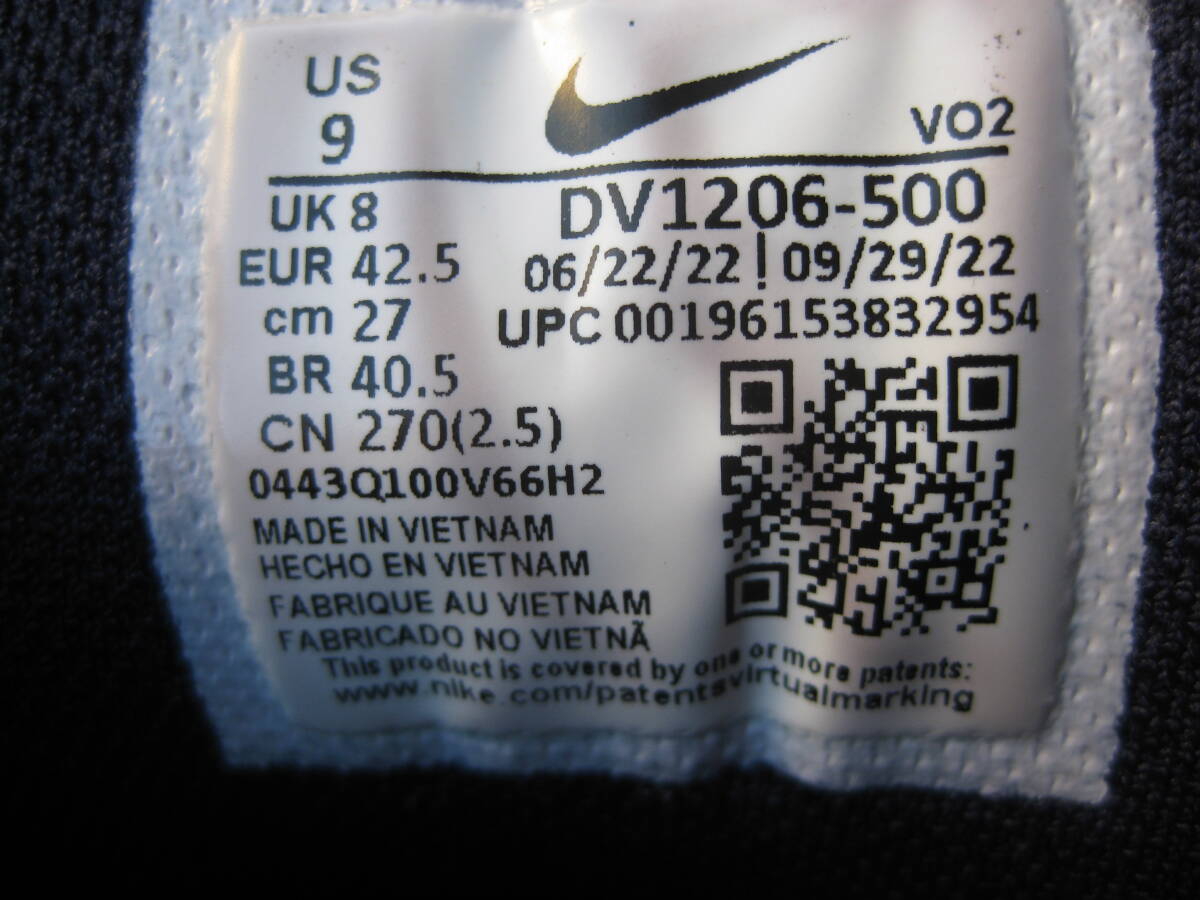 US
9
VO2
UK 8
DV1206-500
EUR 42.5
06/22/22 | 09/29/22
cm 27
UPC 00196153832954
BR 40.5
CN 270(2.5)
0443Q100V66H2
MADE IN VIETNAM
HECHO EN VIETNAM
FABRIQUE AU VIETNAM
FABRICADO NO VIETNÃ
This product is covered by one or more patents:
www.nike.com/patentsvirtualmarking